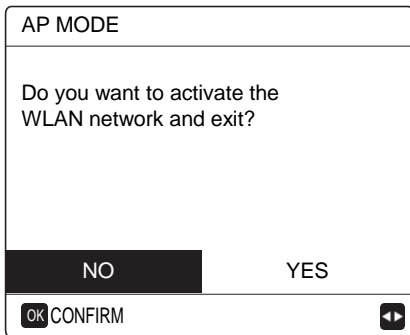 AP MODE
Do you want to activate the
WLAN network and exit?
NO YES
OK CONFIRM